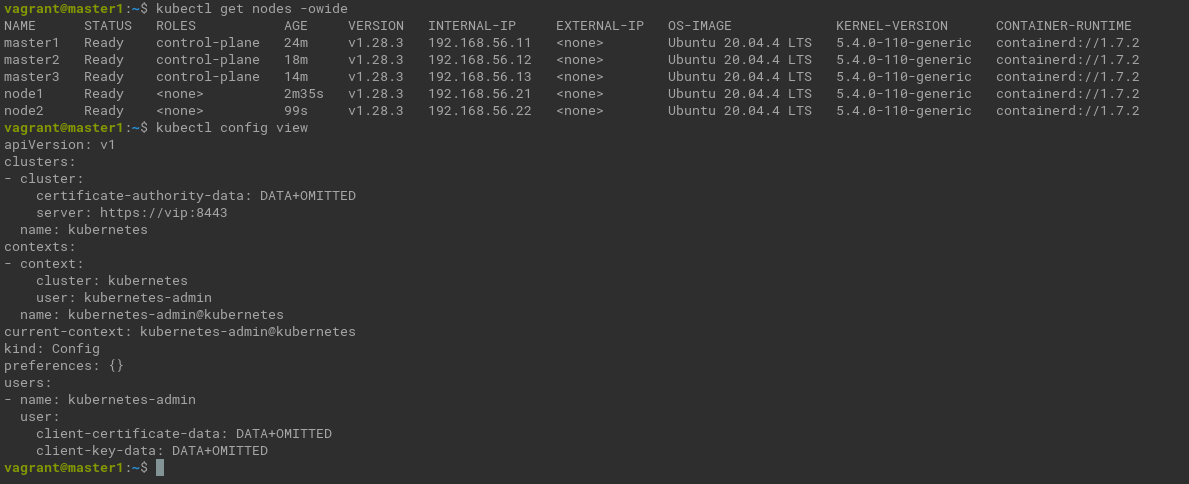 vagrant@master1:~$ kubectl get nodes -owide
NAME      STATUS   ROLES           AGE     VERSION   INTERNAL-IP     EXTERNAL-IP   OS-IMAGE             KERNEL-VERSION      CONTAINER-RUNTIME
master1   Ready    control-plane   24m     v1.28.3   192.168.56.11   <none>        Ubuntu 20.04.4 LTS   5.4.0-110-generic   containerd://1.7.2
master2   Ready    control-plane   18m     v1.28.3   192.168.56.12   <none>        Ubuntu 20.04.4 LTS   5.4.0-110-generic   containerd://1.7.2
master3   Ready    control-plane   14m     v1.28.3   192.168.56.13   <none>        Ubuntu 20.04.4 LTS   5.4.0-110-generic   containerd://1.7.2
node1     Ready    <none>          2m35s   v1.28.3   192.168.56.21   <none>        Ubuntu 20.04.4 LTS   5.4.0-110-generic   containerd://1.7.2
node2     Ready    <none>          99s     v1.28.3   192.168.56.22   <none>        Ubuntu 20.04.4 LTS   5.4.0-110-generic   containerd://1.7.2
vagrant@master1:~$ kubectl config view
apiVersion: v1
clusters:
- cluster:
    certificate-authority-data: DATA+OMITTED
    server: https://vip:8443
  name: kubernetes
contexts:
- context:
    cluster: kubernetes
    user: kubernetes-admin
  name: kubernetes-admin@kubernetes
current-context: kubernetes-admin@kubernetes
kind: Config
preferences: {}
users:
- name: kubernetes-admin
  user:
    client-certificate-data: DATA+OMITTED
    client-key-data: DATA+OMITTED
vagrant@master1:~$